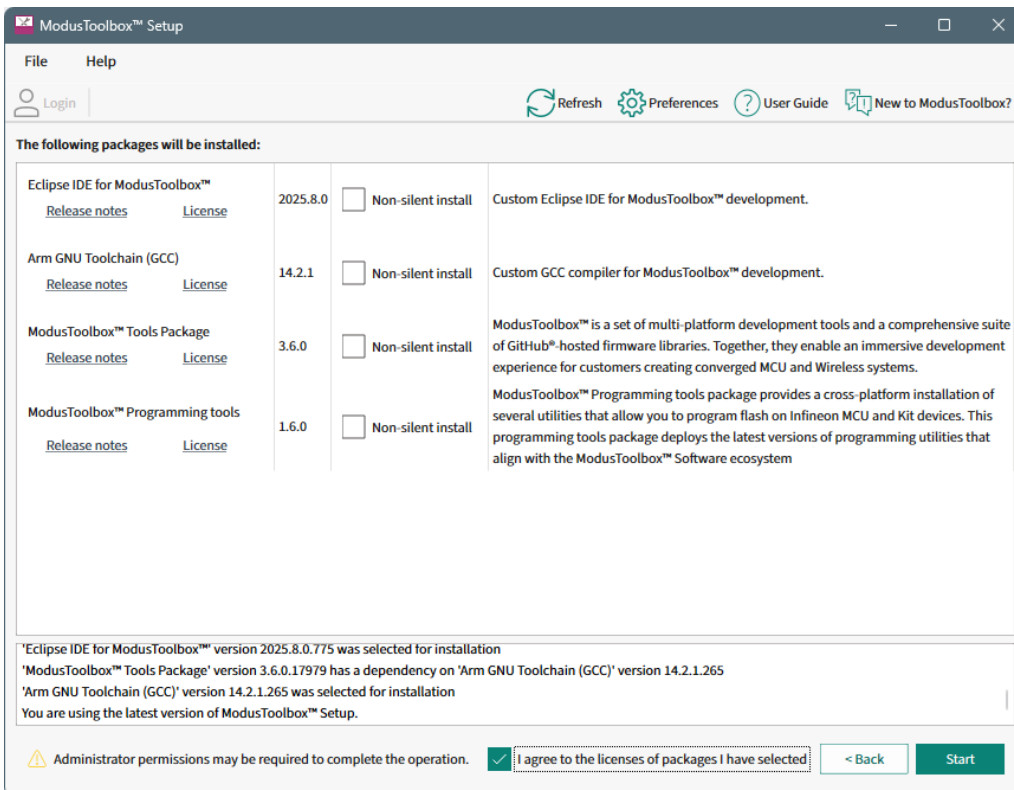 ModusToolbox™ Setup
File Help
Login
Refresh Preferences User Guide New to ModusToolbox?
The following packages will be installed:
Eclipse IDE for ModusToolbox™
Release notes License
2025.8.0
Non-silent install
Custom Eclipse IDE for ModusToolbox™ development.
Arm GNU Toolchain (GCC)
Release notes License
14.2.1
Non-silent install
Custom GCC compiler for ModusToolbox™ development.
ModusToolbox™ Tools Package
Release notes License
3.6.0
Non-silent install
ModusToolbox™ is a set of multi-platform development tools and a comprehensive suite
of GitHub®-hosted firmware libraries. Together, they enable an immersive development
experience for customers creating converged MCU and Wireless systems.
ModusToolbox™ Programming tools
Release notes License
1.6.0
Non-silent install
ModusToolbox™ Programming tools package provides a cross-platform installation of
several utilities that allow you to program flash on Infineon MCU and Kit devices. This
programming tools package deploys the latest versions of programming utilities that
align with the ModusToolbox™ Software ecosystem
'Eclipse IDE for ModusToolbox™' version 2025.8.0.775 was selected for installation
'ModusToolbox™ Tools Package' version 3.6.0.17979 has a dependency on 'Arm GNU Toolchain (GCC)' version 14.2.1.265
'Arm GNU Toolchain (GCC)' version 14.2.1.265 was selected for installation
You are using the latest version of ModusToolbox™ Setup.
Administrator permissions may be required to complete the operation.
I agree to the licenses of packages I have selected
< Back
Start